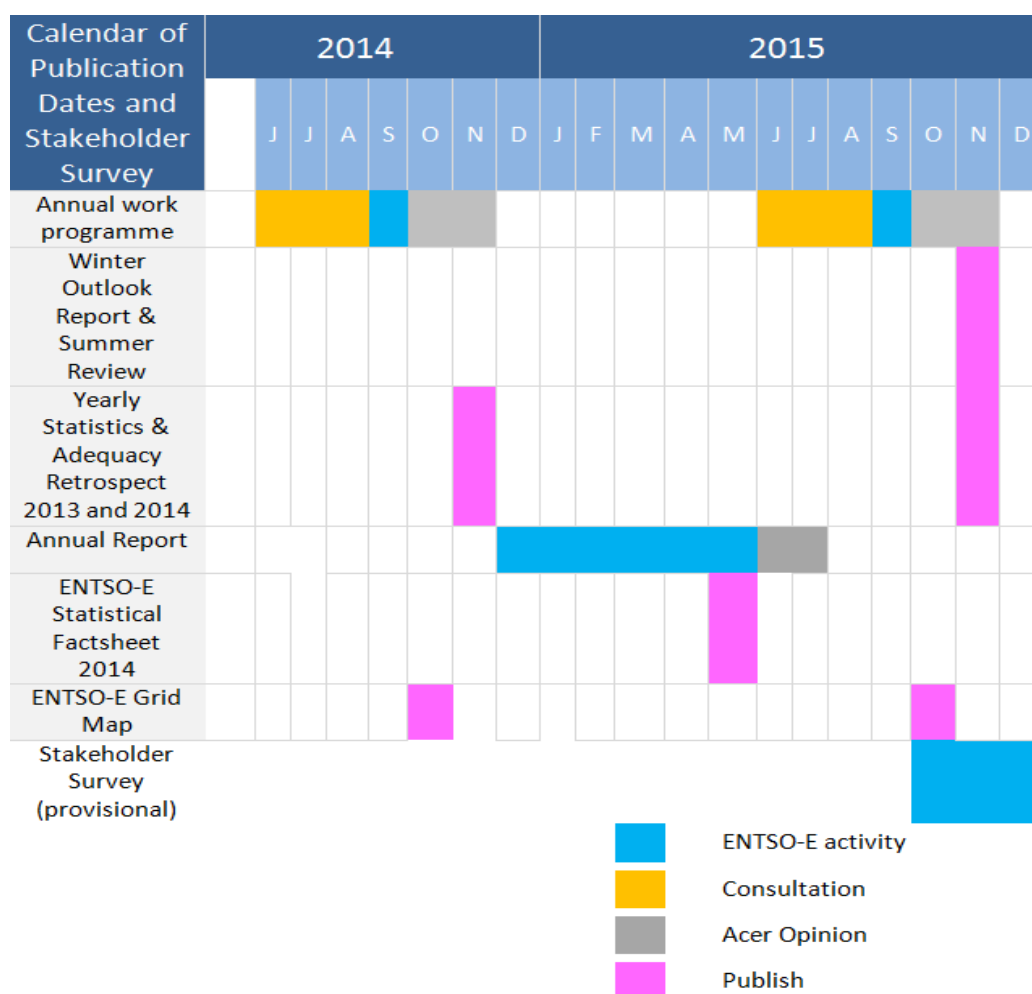 Calendar of
Publication
Dates and
Stakeholder
Survey
2014
2015
J J A S O N D J F M A M J J A S O N D
Annual work
programme
Winter
Outlook
Report &
Summer
Review
Yearly
Statistics &
Adequacy
Retrospect
2013 and 2014
Annual Report
ENTSO-E
Statistical
Factsheet
2014
ENTSO-E Grid
Map
Stakeholder
Survey
(provisional)
ENTSO-E activity
Consultation
Acer Opinion
Publish